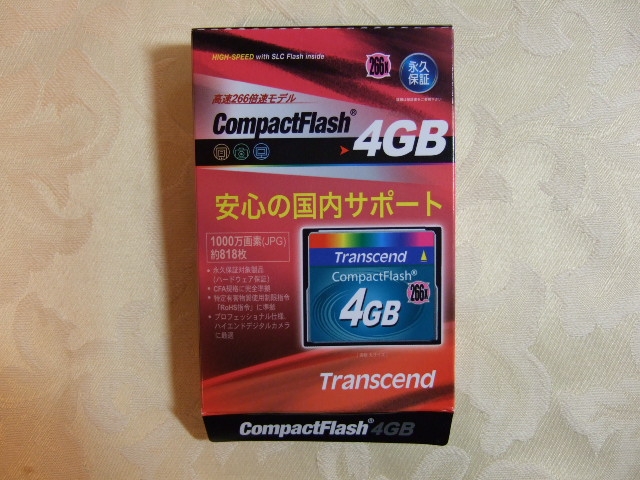 HIGH-SPEED with SLC Flash inside
266X
永久
保証
高速266倍速モデル
CompactFlash®
4GB
安心の国内サポート
1000万画素(JPG)
約818枚
• 永久保証対象製品
(ハードウェア保証)
• CFA規格に完全準拠
• 特定有害物質使用制限指令
「RoHS指令」に準拠
• プロフェッショナル仕様、
ハイエンドデジタルカメラ
に最適
Transcend
CompactFlash®
266X
4GB
Transcend
CompactFlash® 4GB